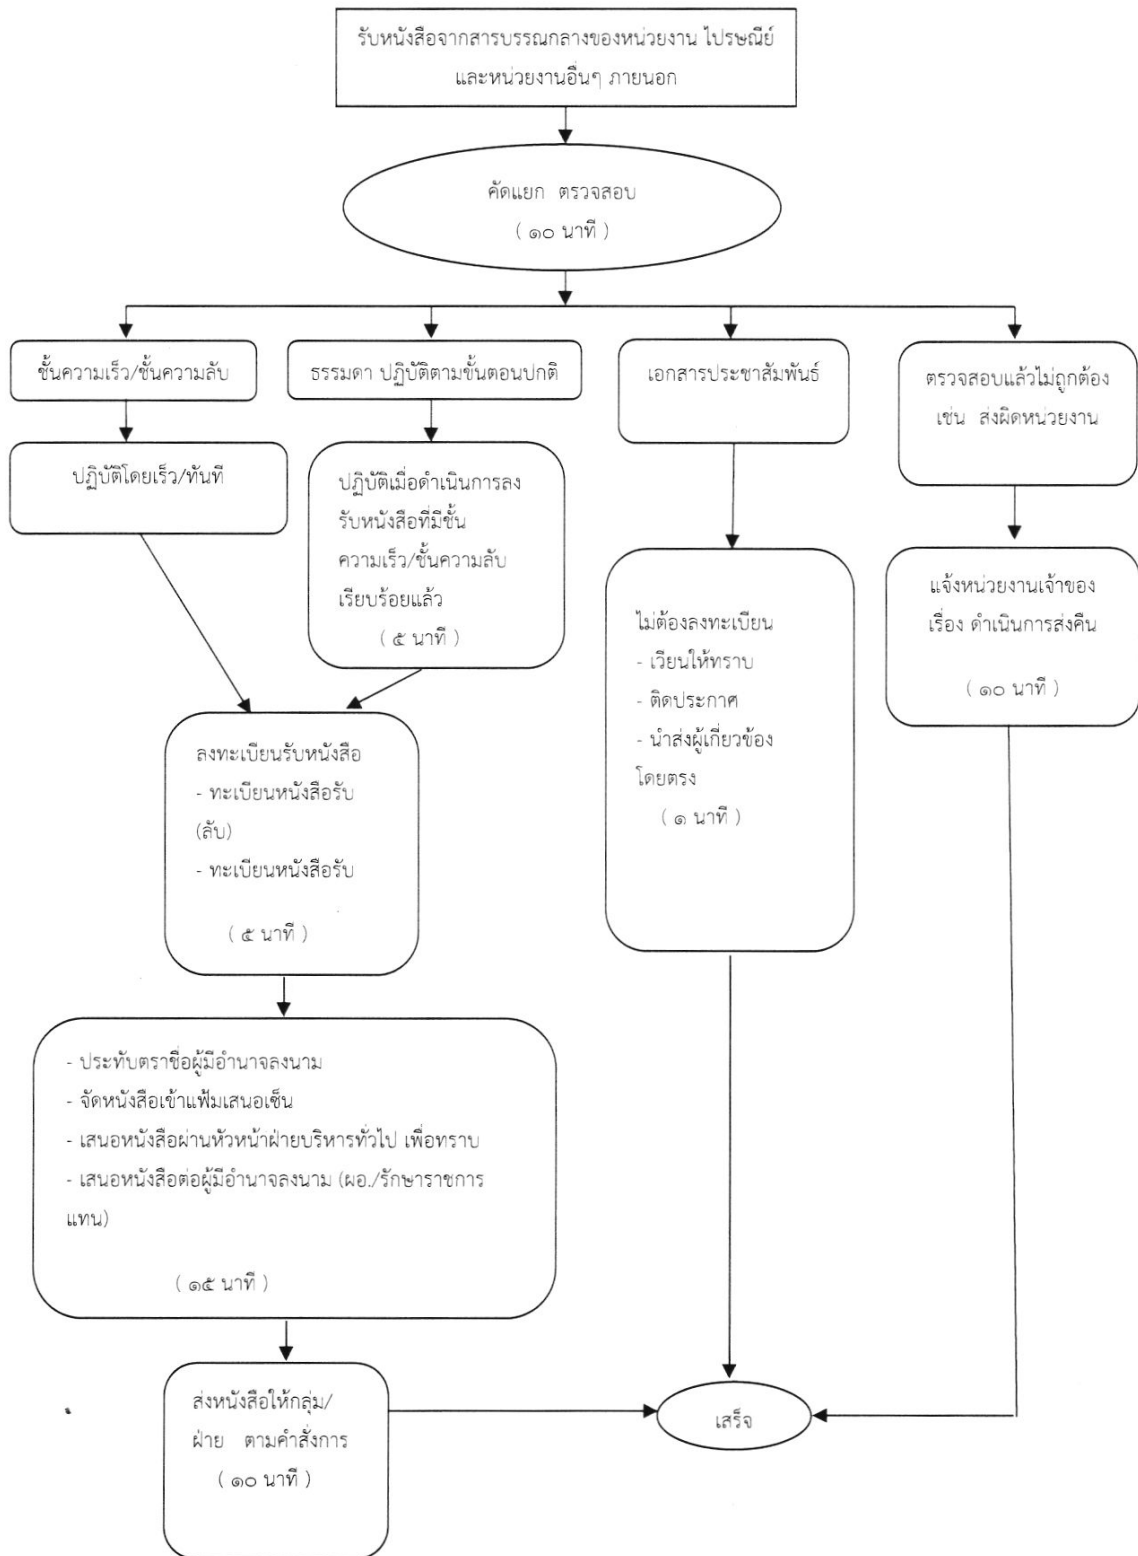 รับหนังสือจากสารบรรณกลางของหน่วยงาน ไปรษณีย์
และหน่วยงานอื่นๆ ภายนอก
คัดแยก ตรวจสอบ
( ๑๐ นาที )
ชั้นความเร็ว/ชั้นความลับ
ธรรมดา ปฏิบัติตามขั้นตอนปกติ
เอกสารประชาสัมพันธ์
ตรวจสอบแล้วไม่ถูกต้อง
เช่น ส่งผิดหน่วยงาน
ปฏิบัติโดยเร็ว/ทันที
ปฏิบัติเมื่อดำเนินการลง
รับหนังสือที่มีชั้น
ความเร็ว/ชั้นความลับ
เรียบร้อยแล้ว
( ๕ นาที )
ไม่ต้องลงทะเบียน
- เวียนให้ทราบ
- ติดประกาศ
- นำส่งผู้เกี่ยวข้อง
โดยตรง
( ๑ นาที )
แจ้งหน่วยงานเจ้าของ
เรื่อง ดำเนินการส่งคืน
( ๑๐ นาที )
ลงทะเบียนรับหนังสือ
- ทะเบียนหนังสือรับ
(ลับ)
- ทะเบียนหนังสือรับ
( ๕ นาที )
- ประทับตราชื่อผู้มีอำนาจลงนาม
- จัดหนังสือเข้าแฟ้มเสนอเซ็น
- เสนอหนังสือผ่านหัวหน้าฝ่ายบริหารทั่วไป เพื่อทราบ
- เสนอหนังสือต่อผู้มีอำนาจลงนาม (ผอ./รักษาราชการ
แทน)
( ๑๕ นาที )
ส่งหนังสือให้กลุ่ม/
ฝ่าย ตามคำสั่งการ
( ๑๐ นาที )
เสร็จ